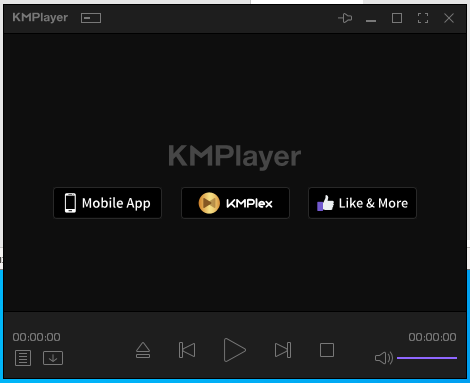 KMPlayer
KMPlayer
Mobile App
KMPlex
Like & More
00:00:00
00:00:00